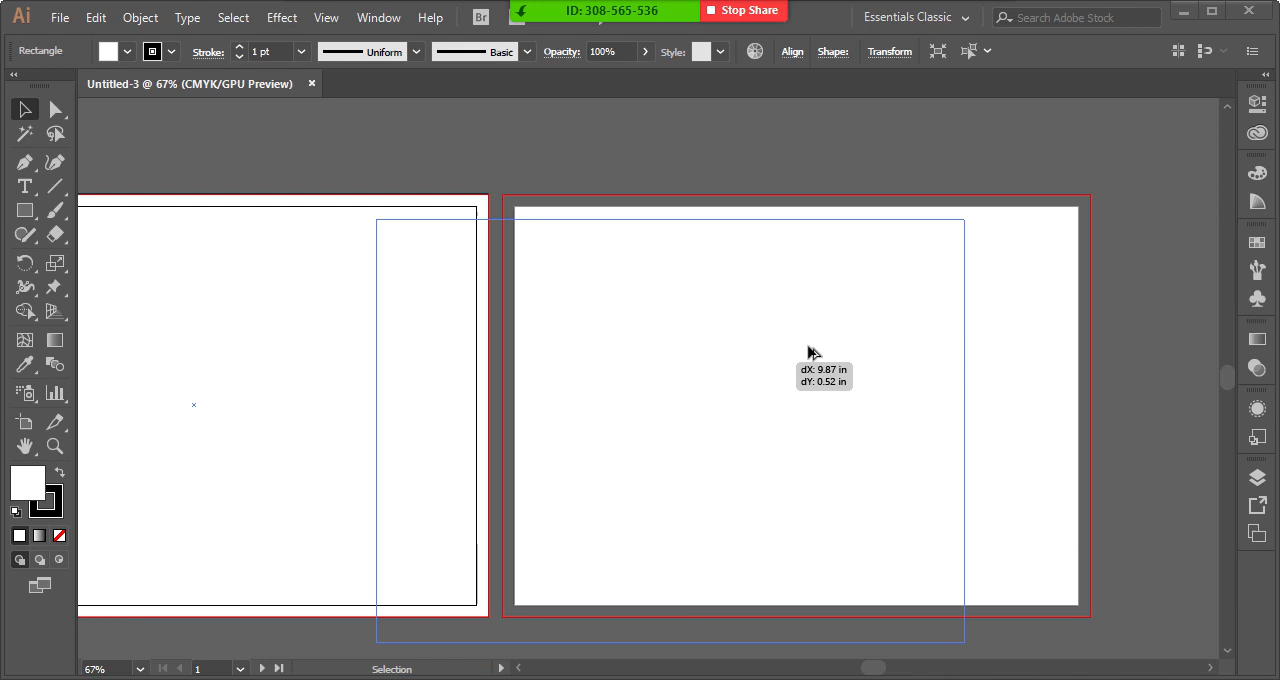 Ai File Edit Object Type Select Effect View Window Help Br ID: 308-565-536 Stop Share Essentials Classic Search Adobe Stock
Rectangle Stroke: 1 pt Uniform Basic Opacity: 100% Style: Align Shape: Transform
Untitled-3 @ 67% (CMYK/GPU Preview)
dX: 9.87 in
dY: 0.52 in
67% 1 Selection